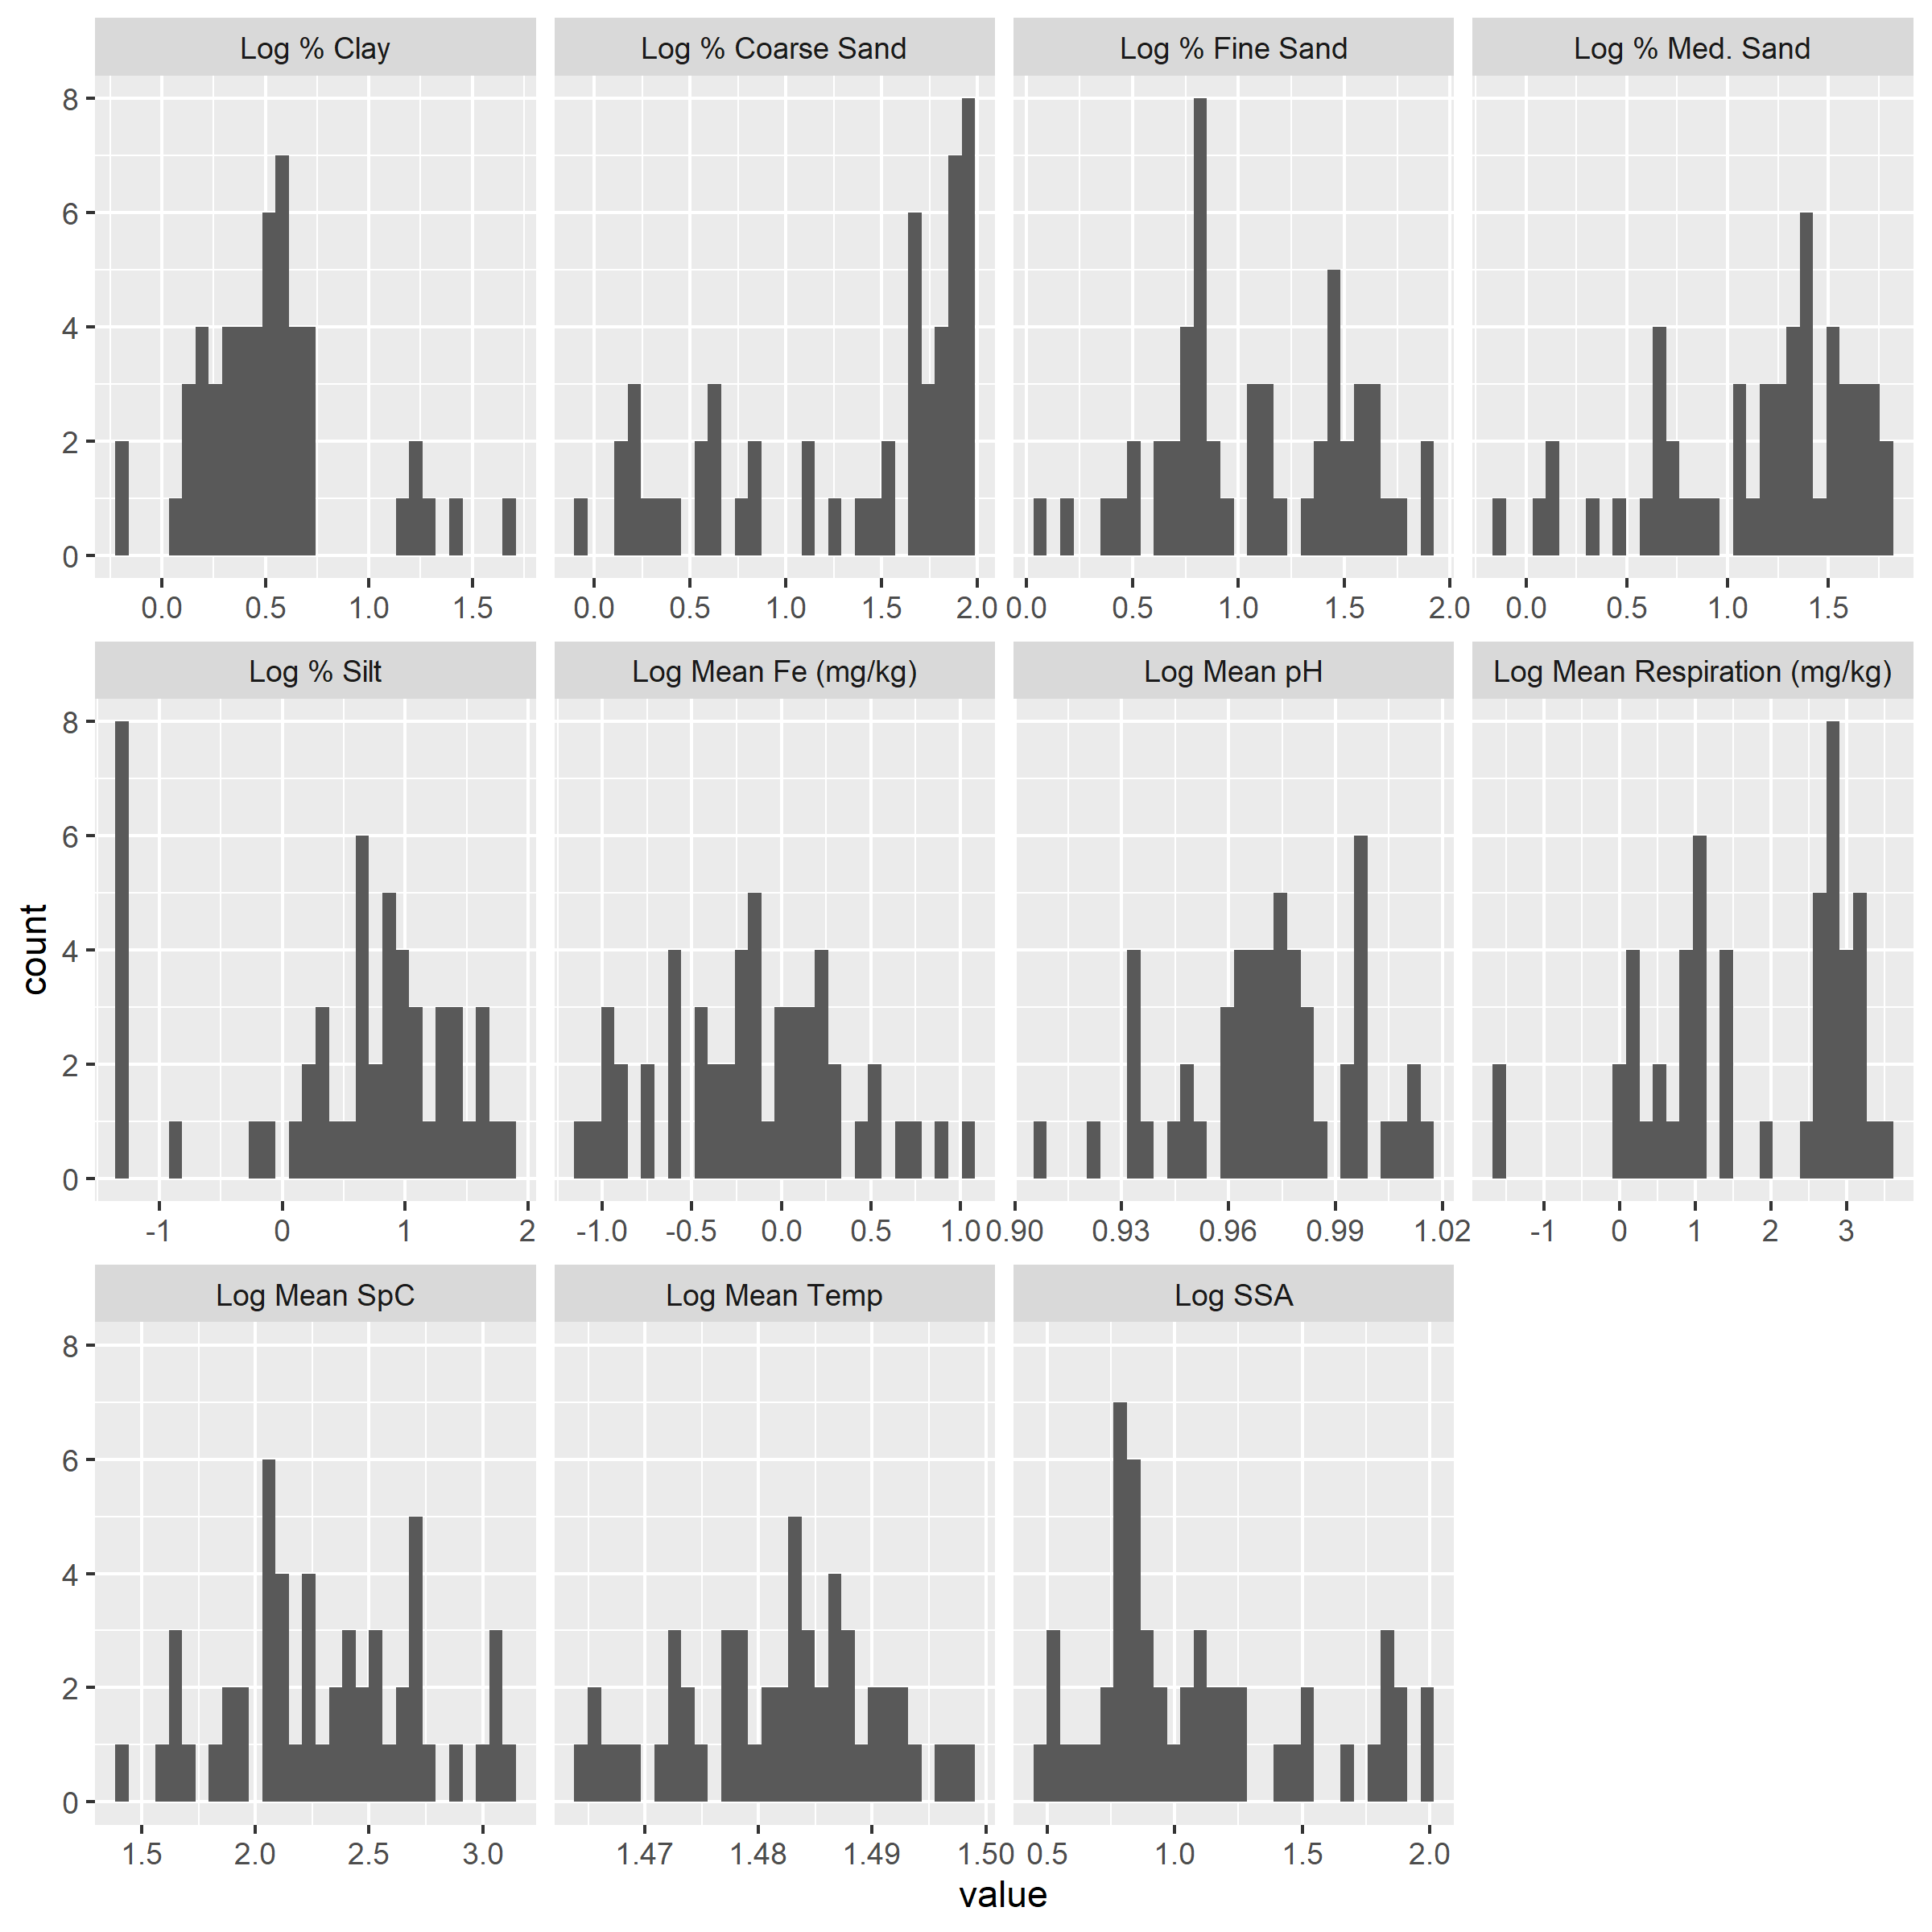 Log % Clay Log % Coarse Sand Log % Fine Sand Log % Med. Sand
8
6
4
2
0
0.0 0.5 1.0 1.5 0.0 0.5 1.0 1.5 2.0 0.0 0.5 1.0 1.5 2.0 0.0 0.5 1.0 1.5
Log % Silt Log Mean Fe (mg/kg) Log Mean pH Log Mean Respiration (mg/kg)
8
6
count
4
2
0
-1 0 1 2 -1.0 -0.5 0.0 0.5 1.0 0.90 0.93 0.96 0.99 1.02 -1 0 1 2 3
Log Mean SpC Log Mean Temp Log SSA
8
6
4
2
0
1.5 2.0 2.5 3.0 1.47 1.48 1.49 1.50 0.5 1.0 1.5 2.0
value